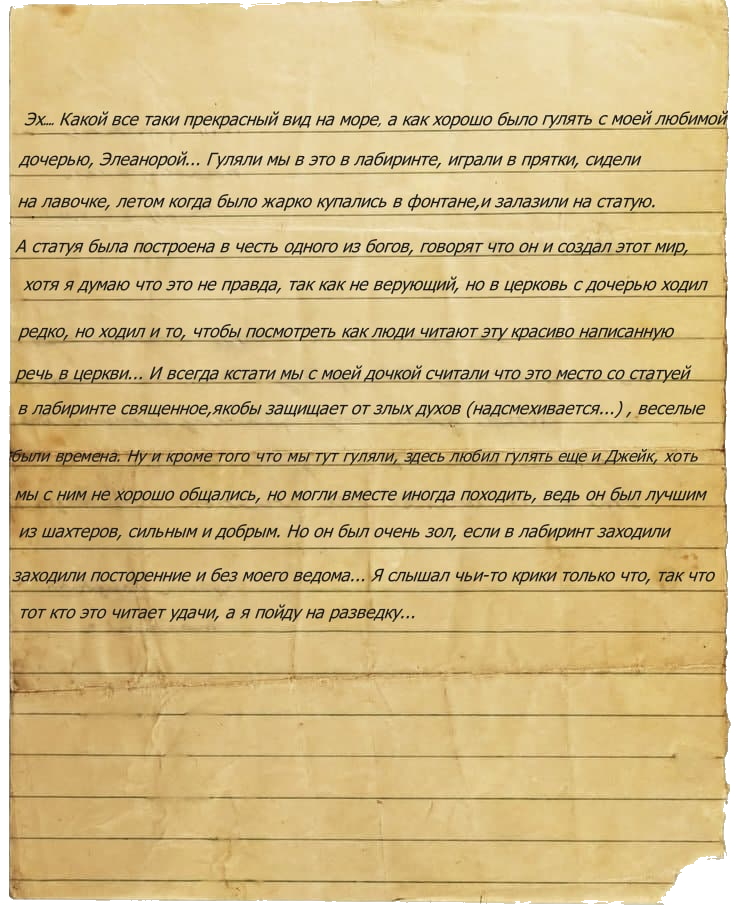 Эх... Какой все таки прекрасный вид на море, а как хорошо было гулять с моей любимой
дочерью, Элеанорой... Гуляли мы в это в лабиринте, играли в прятки, сидели
на лавочке, летом когда было жарко купались в фонтане,и залазили на статую.
А статуя была построена в честь одного из богов, говорят что он и создал этот мир,
хотя я думаю что это не правда, так как не верующий, но в церковь с дочерью ходил
редко, но ходил и то, чтобы посмотреть как люди читают эту красиво написанную
речь в церкви... И всегда кстати мы с моей дочкой считали что это место со статуей
в лабиринте священное,якобы защищает от злых духов (надсмехивается...) , веселые
были времена. Ну и кроме того что мы тут гуляли, здесь любил гулять еще и Джейк, хоть
мы с ним не хорошо общались, но могли вместе иногда походить, ведь он был лучшим
из шахтеров, сильным и добрым. Но он был очень зол, если в лабиринт заходили
заходили посторенние и без моего ведома... Я слышал чьи-то крики только что, так что
тот кто это читает удачи, а я пойду на разведку...